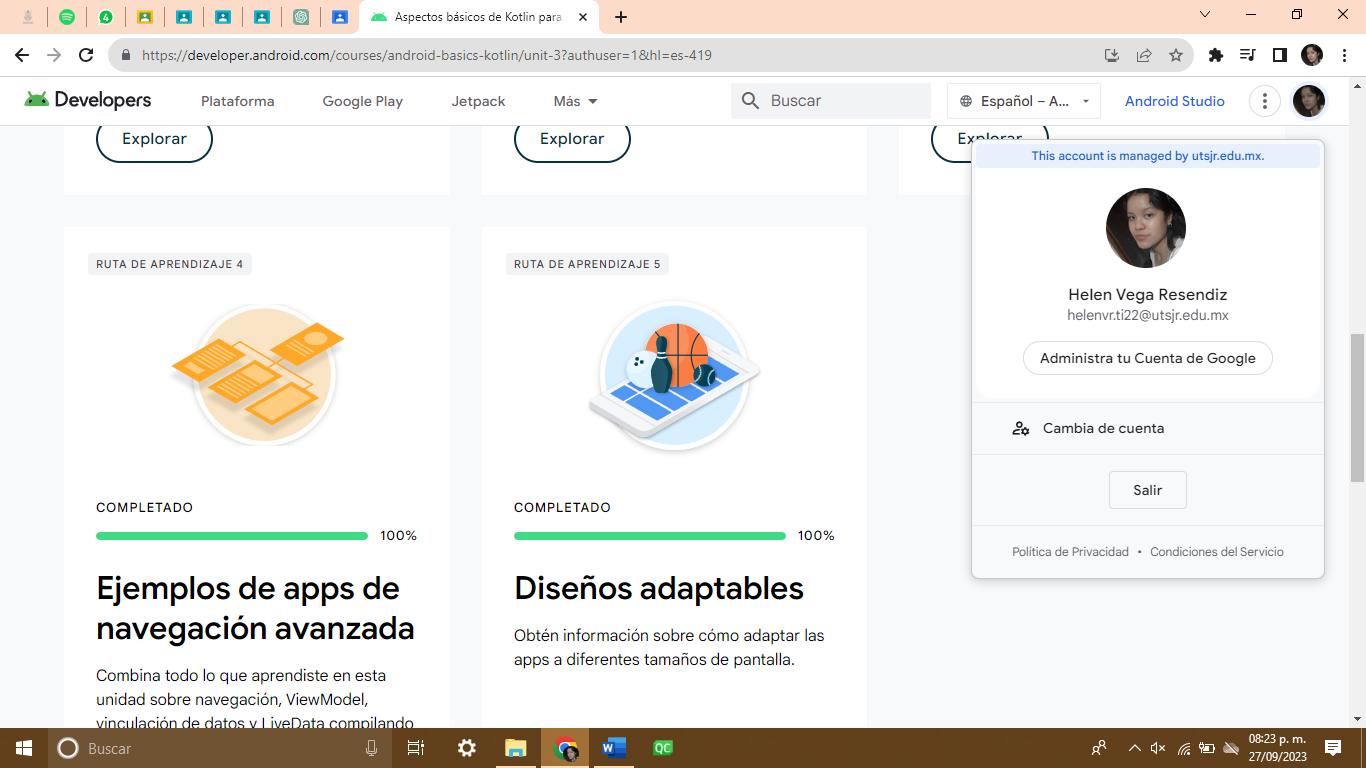 Aspectos básicos de Kotlin para
https://developer.android.com/courses/android-basics-kotlin/unit-3?authuser=1&hl=es-419
Developers
Plataforma
Google Play
Jetpack
Más
Buscar
Español – A...
Android Studio
Explorar
Explorar
Explorar
This account is managed by utsjr.edu.mx.
Helen Vega Resendiz
helenvr.ti22@utsjr.edu.mx
Administra tu Cuenta de Google
Cambia de cuenta
Salir
Política de Privacidad • Condiciones del Servicio
RUTA DE APRENDIZAJE 4
COMPLETADO
100%
Ejemplos de apps de
navegación avanzada
Combina todo lo que aprendiste en esta
unidad sobre navegación, ViewModel,
vinculación de datos y LiveData compilando
RUTA DE APRENDIZAJE 5
COMPLETADO
100%
Diseños adaptables
Obtén información sobre cómo adaptar las
apps a diferentes tamaños de pantalla.
Buscar
W
QC
08:23 p. m.
27/09/2023